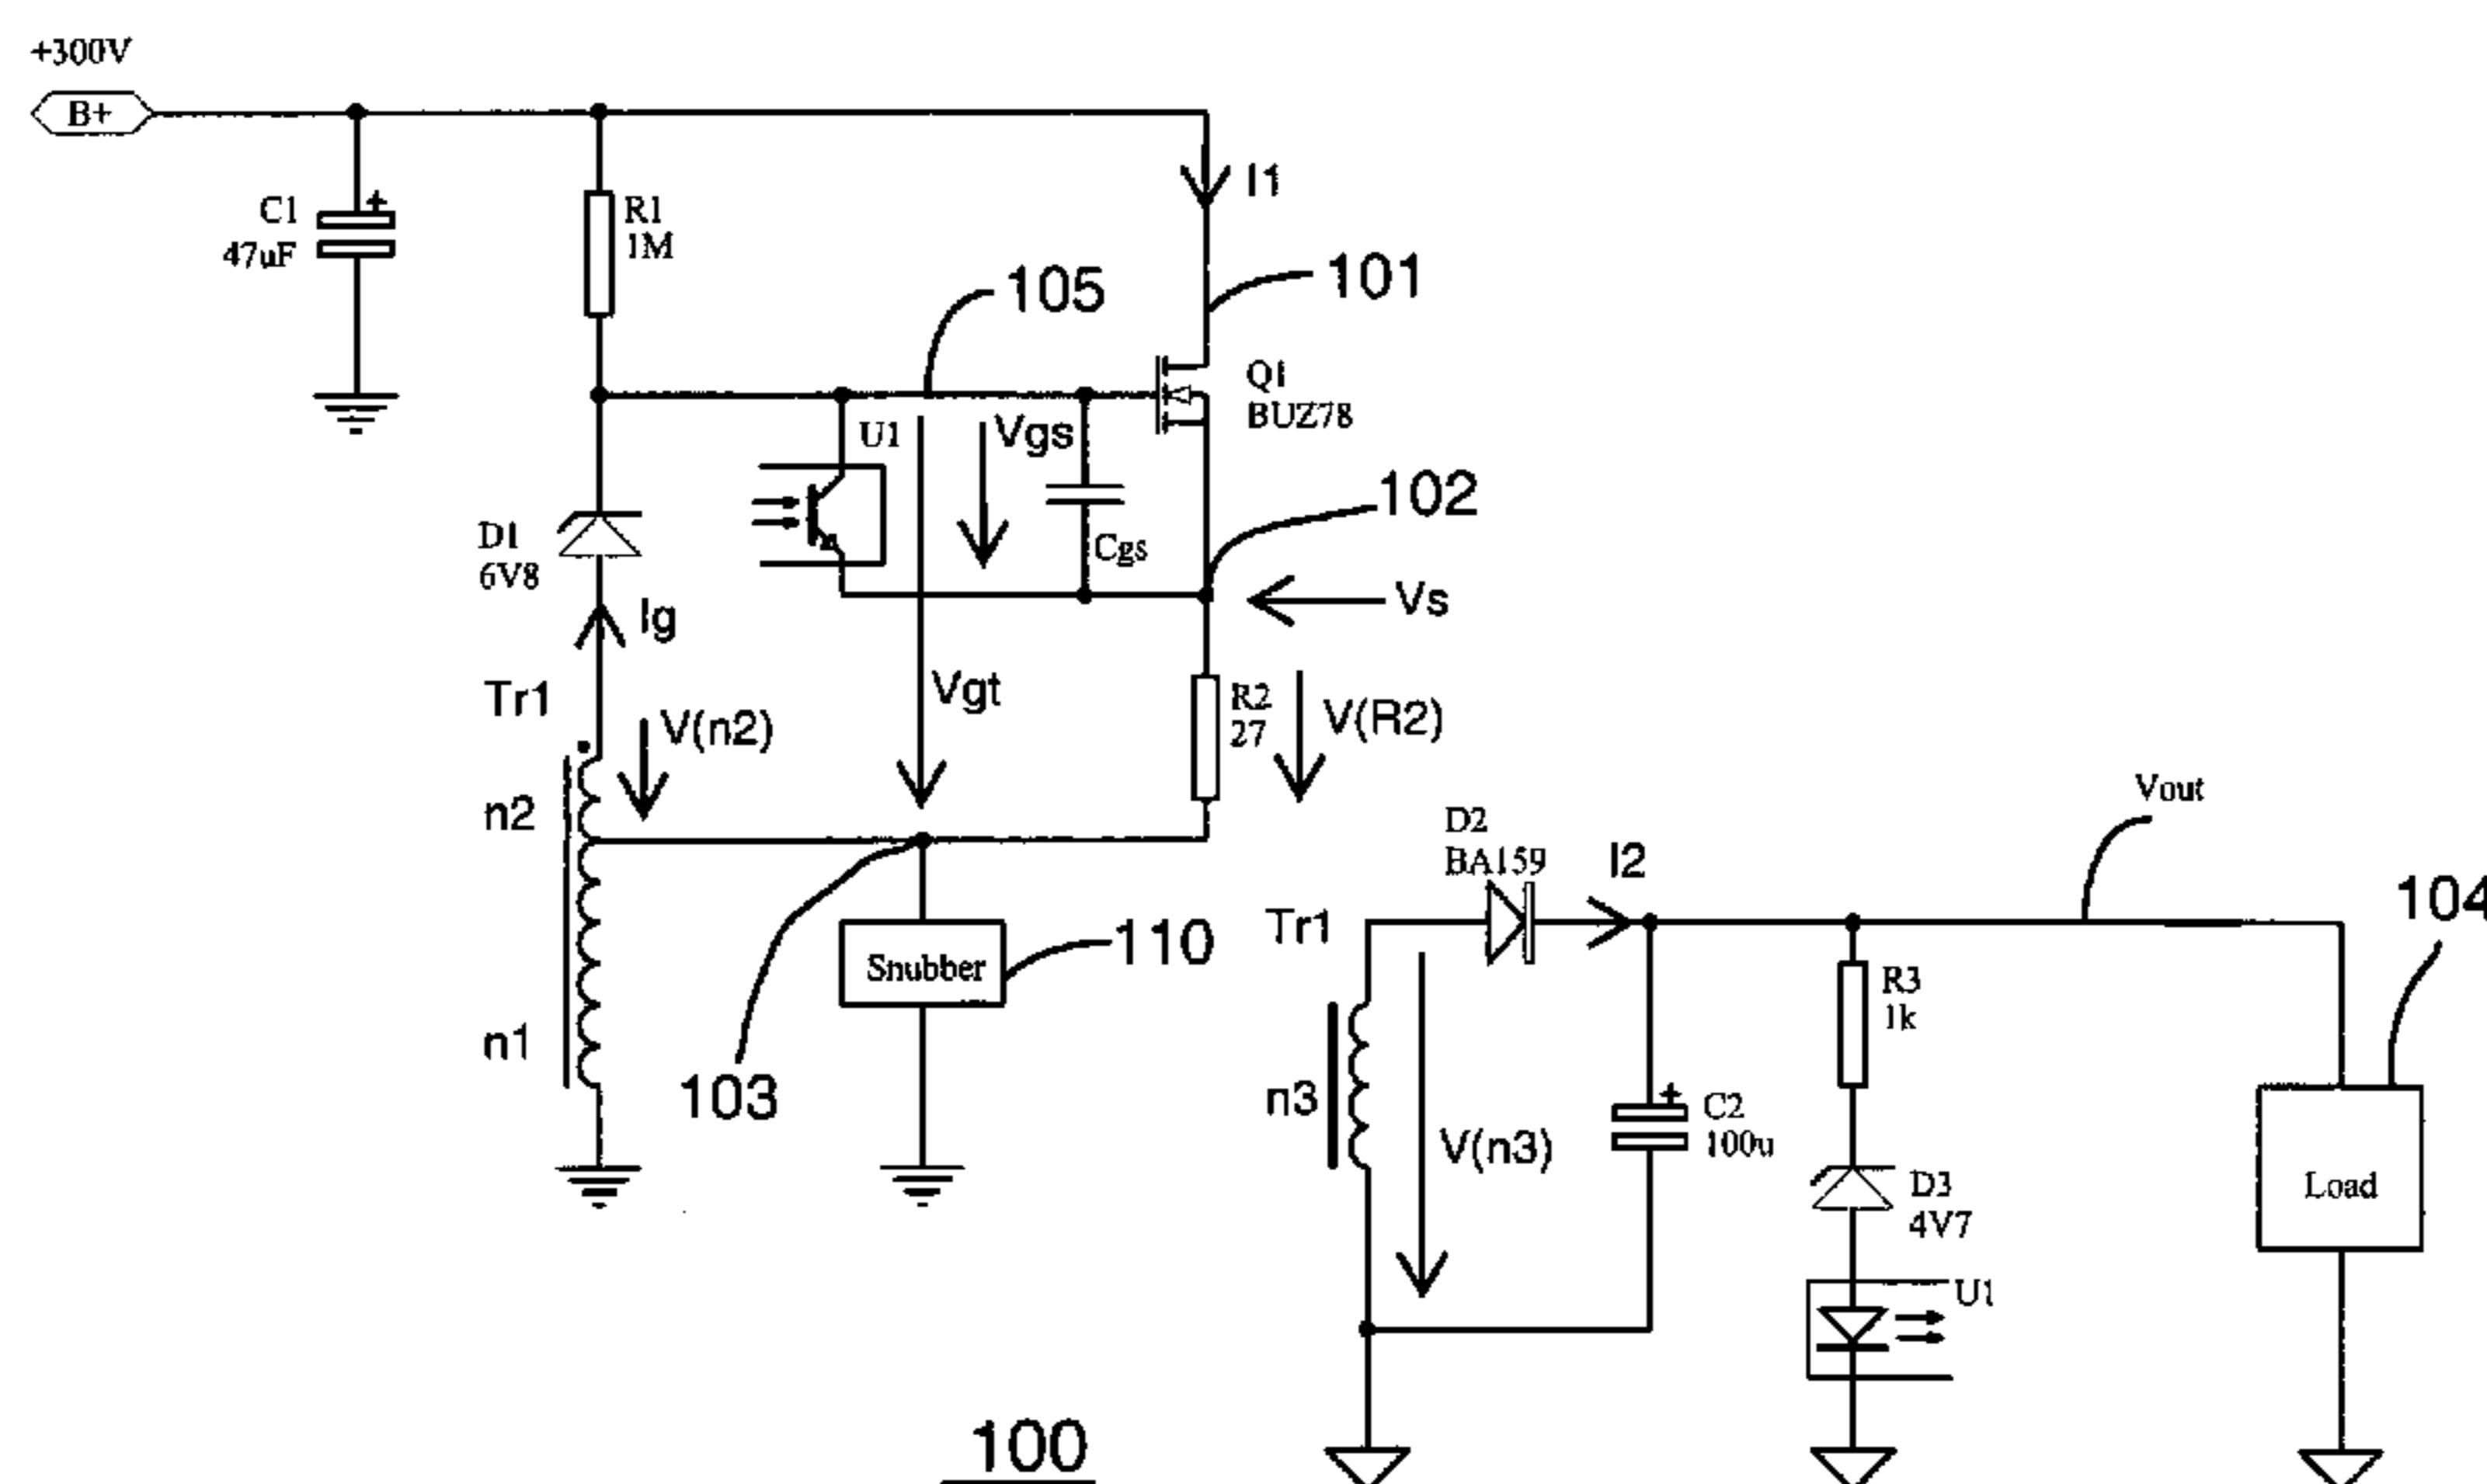 +300V
B+
C1
47uF
R1
1M
I1
101
105
Q1
BUZ78
U1
Vgs
Cgs
102
D1
6V8
Ig
Vs
Tr1
V(n2)
Vgt
R2
27
V(R2)
n2
n1
103
Snubber
110
Tr1
D2
BA159
I2
Vout
104
R3
1k
n3
V(n3)
C2
100u
D3
4V7
U1
Load
100